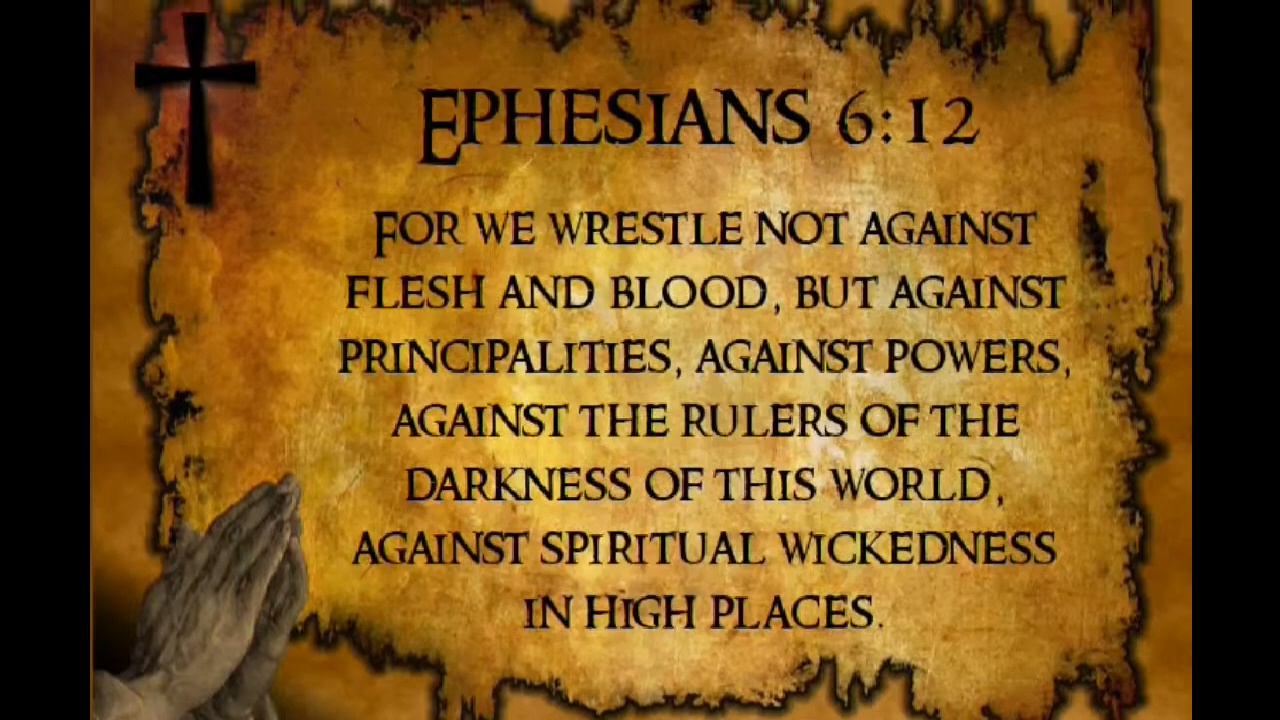 EPHESIANS 6:12
FOR WE WRESTLE NOT AGAINST
FLESH AND BLOOD, BUT AGAINST
PRINCIPALITIES, AGAINST POWERS,
AGAINST THE RULERS OF THE
DARKNESS OF THIS WORLD,
AGAINST SPIRITUAL WICKEDNESS
IN HIGH PLACES.